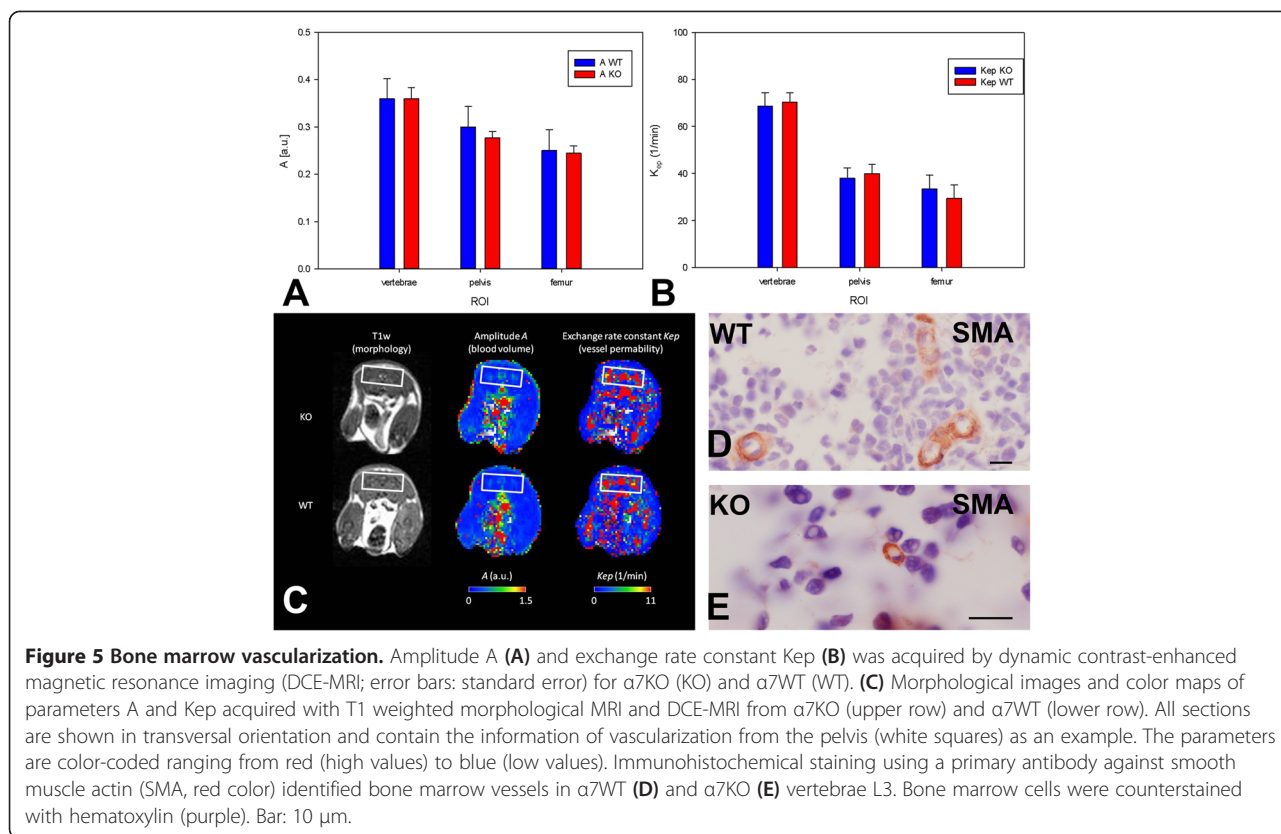 0.5
0.4
0.3
0.2
0.1
0.0
A [a.u.]
A WT
A KO
vertebrae pelvis femur
ROI
A
100
80
60
40
20
0
Kep (1/min)
Kep KO
Kep WT
vertebrae pelvis femur
ROI
B
T1w
(morphology)
Amplitude A
(blood volume)
Exchange rate constant Kep
(vessel permability)
KO
WT
A (a.u.)
0 1.5
Kep (1/min)
0 11
C
WT SMA
D
KO SMA
E
Figure 5 Bone marrow vascularization. Amplitude A (A) and exchange rate constant Kep (B) was acquired by dynamic contrast-enhanced
magnetic resonance imaging (DCE-MRI; error bars: standard error) for α7KO (KO) and α7WT (WT). (C) Morphological images and color maps of
parameters A and Kep acquired with T1 weighted morphological MRI and DCE-MRI from α7KO (upper row) and α7WT (lower row). All sections
are shown in transversal orientation and contain the information of vascularization from the pelvis (white squares) as an example. The parameters
are color-coded ranging from red (high values) to blue (low values). Immunohistochemical staining using a primary antibody against smooth
muscle actin (SMA, red color) identified bone marrow vessels in α7WT (D) and α7KO (E) vertebrae L3. Bone marrow cells were counterstained
with hematoxylin (purple). Bar: 10 μm.